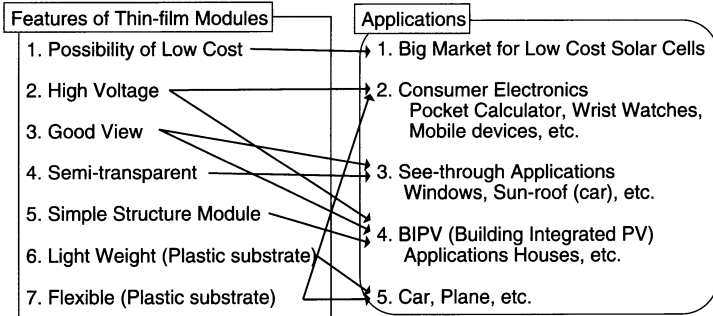 Features of Thin-film Modules
1. Possibility of Low Cost
2. High Voltage
3. Good View
4. Semi-transparent
5. Simple Structure Module
6. Light Weight (Plastic substrate)
7. Flexible (Plastic substrate)
Applications
1. Big Market for Low Cost Solar Cells
2. Consumer Electronics
Pocket Calculator, Wrist Watches,
Mobile devices, etc.
3. See-through Applications
Windows, Sun-roof (car), etc.
4. BIPV (Building Integrated PV)
Applications Houses, etc.
5. Car, Plane, etc.